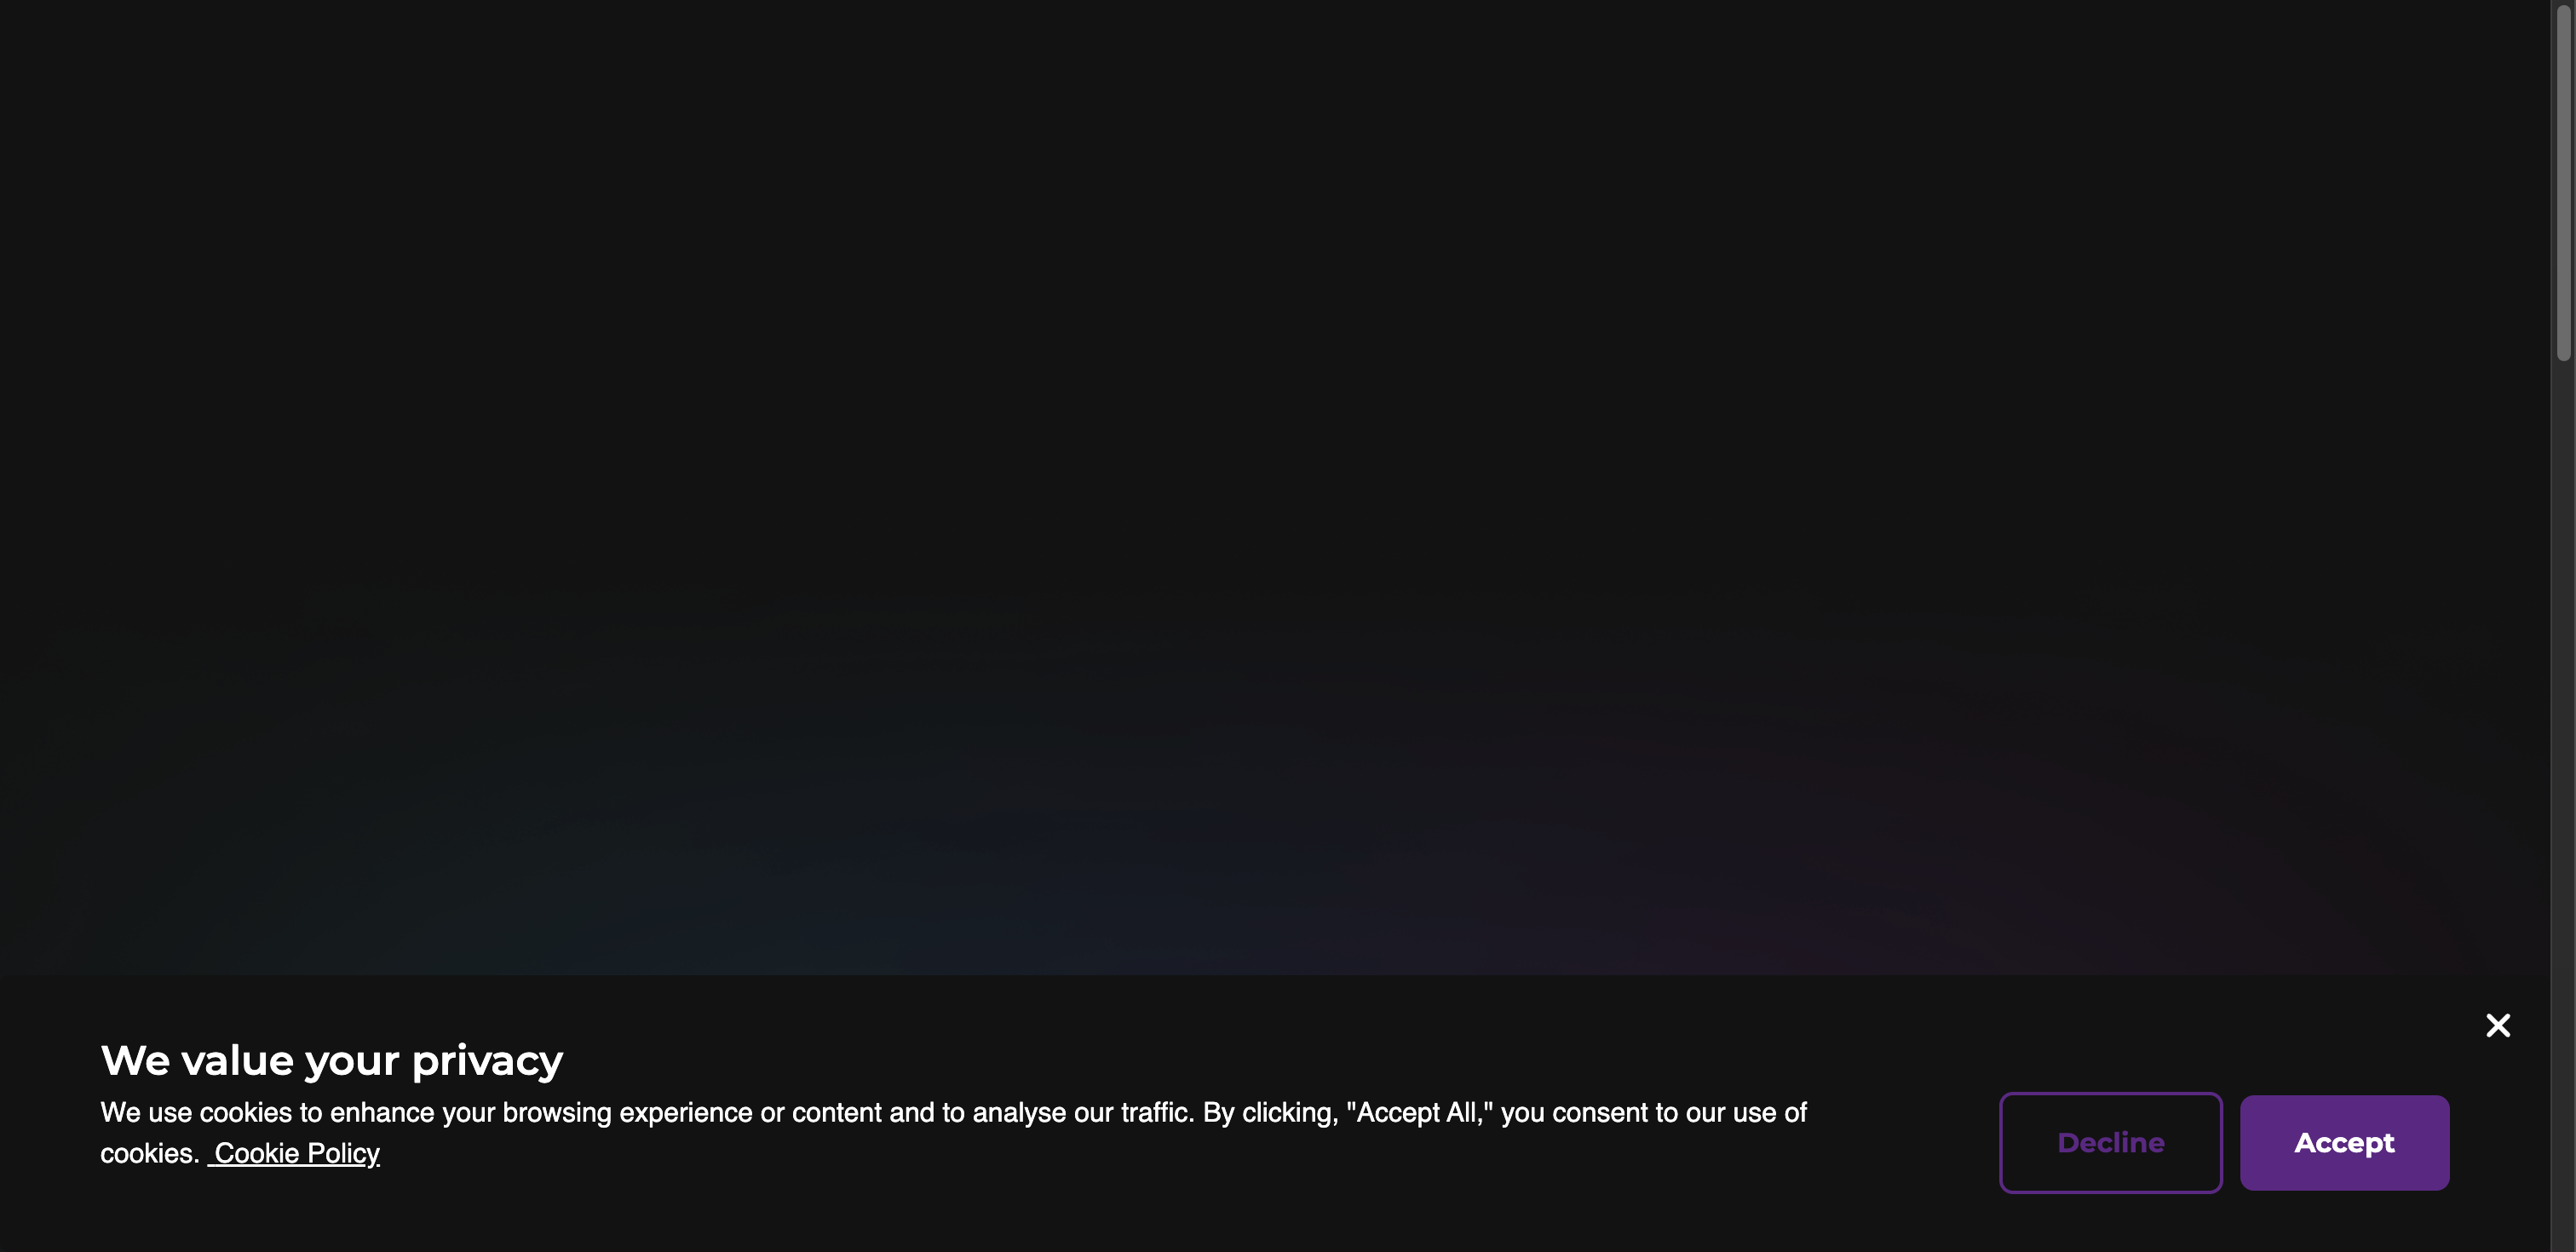 We value your privacy
We use cookies to enhance your browsing experience or content and to analyse our traffic. By clicking, "Accept All," you consent to our use of
cookies.  Cookie Policy
Decline
Accept